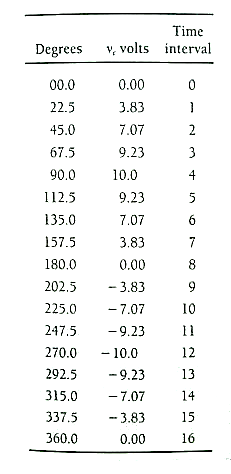 Time
Degrees vr volts interval
00.0 0.00 0
22.5 3.83 1
45.0 7.07 2
67.5 9.23 3
90.0 10.0 4
112.5 9.23 5
135.0 7.07 6
157.5 3.83 7
180.0 0.00 8
202.5 −3.83 9
225.0 −7.07 10
247.5 −9.23 11
270.0 −10.0 12
292.5 −9.23 13
315.0 −7.07 14
337.5 −3.83 15
360.0 0.00 16